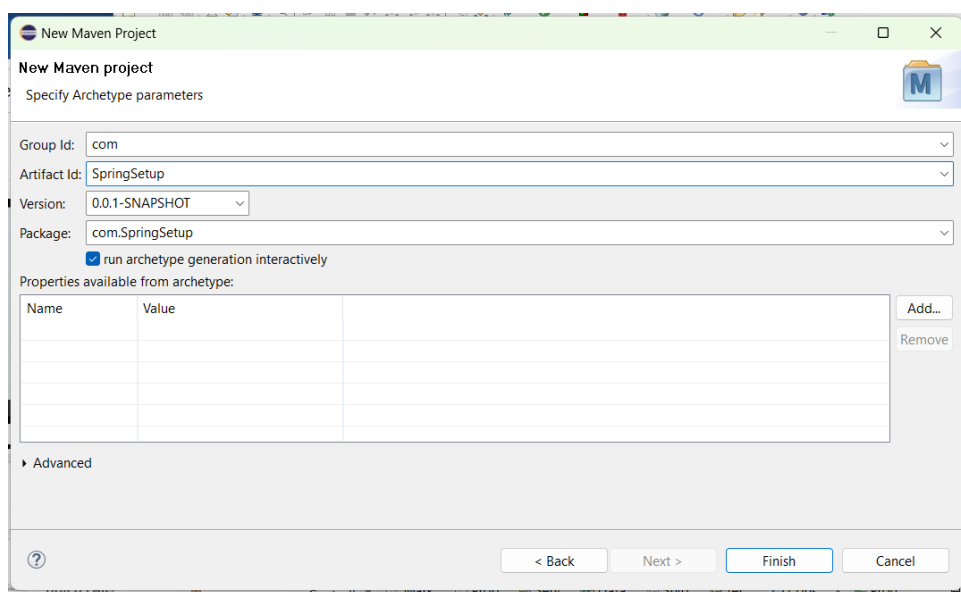 New Maven Project
New Maven project
Specify Archetype parameters
M
Group Id: com
Artifact Id: SpringSetup
Version: 0.0.1-SNAPSHOT
Package: com.SpringSetup
run archetype generation interactively
Properties available from archetype:
Name Value
Add...
Remove
Advanced
? < Back Next > Finish Cancel